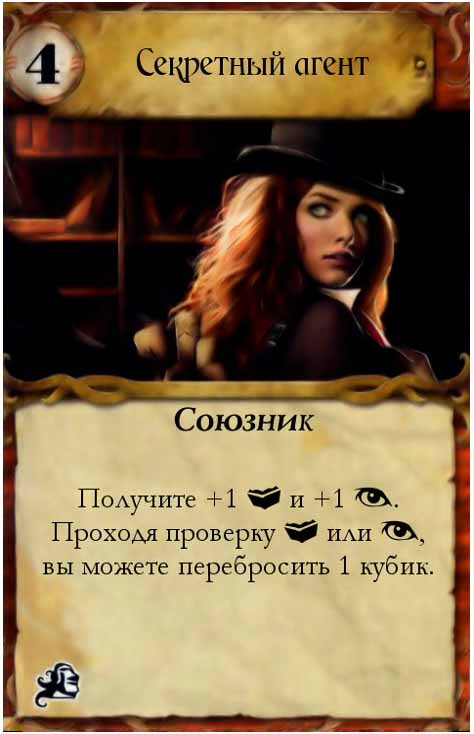 4
Секретный агент
Союзник
Получите +1 и +1 .
Проходя проверку или ,
вы можете перебросить 1 кубик.